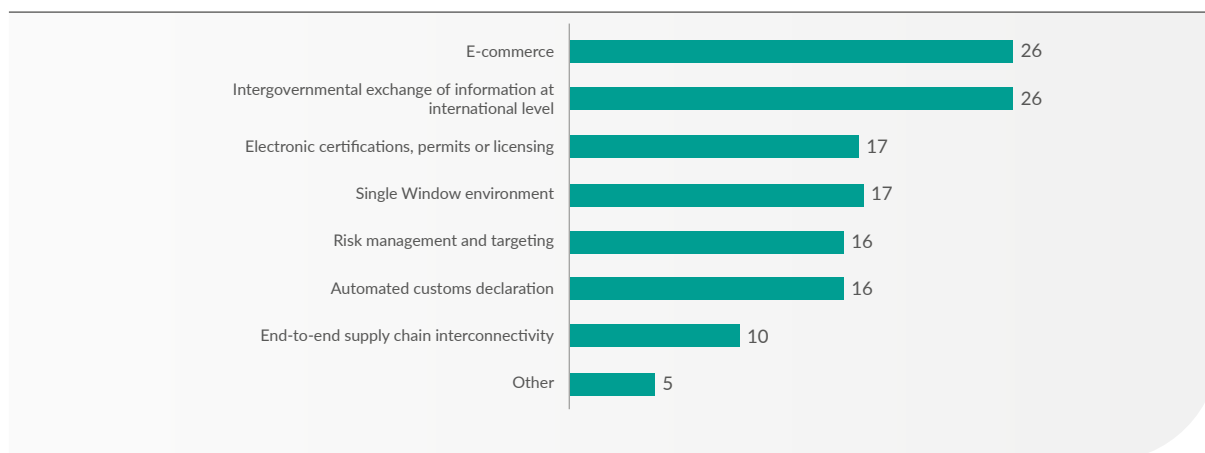 E-commerce 26
Intergovernmental exchange of information at
international level 26
Electronic certifications, permits or licensing 17
Single Window environment 17
Risk management and targeting 16
Automated customs declaration 16
End-to-end supply chain interconnectivity 10
Other 5